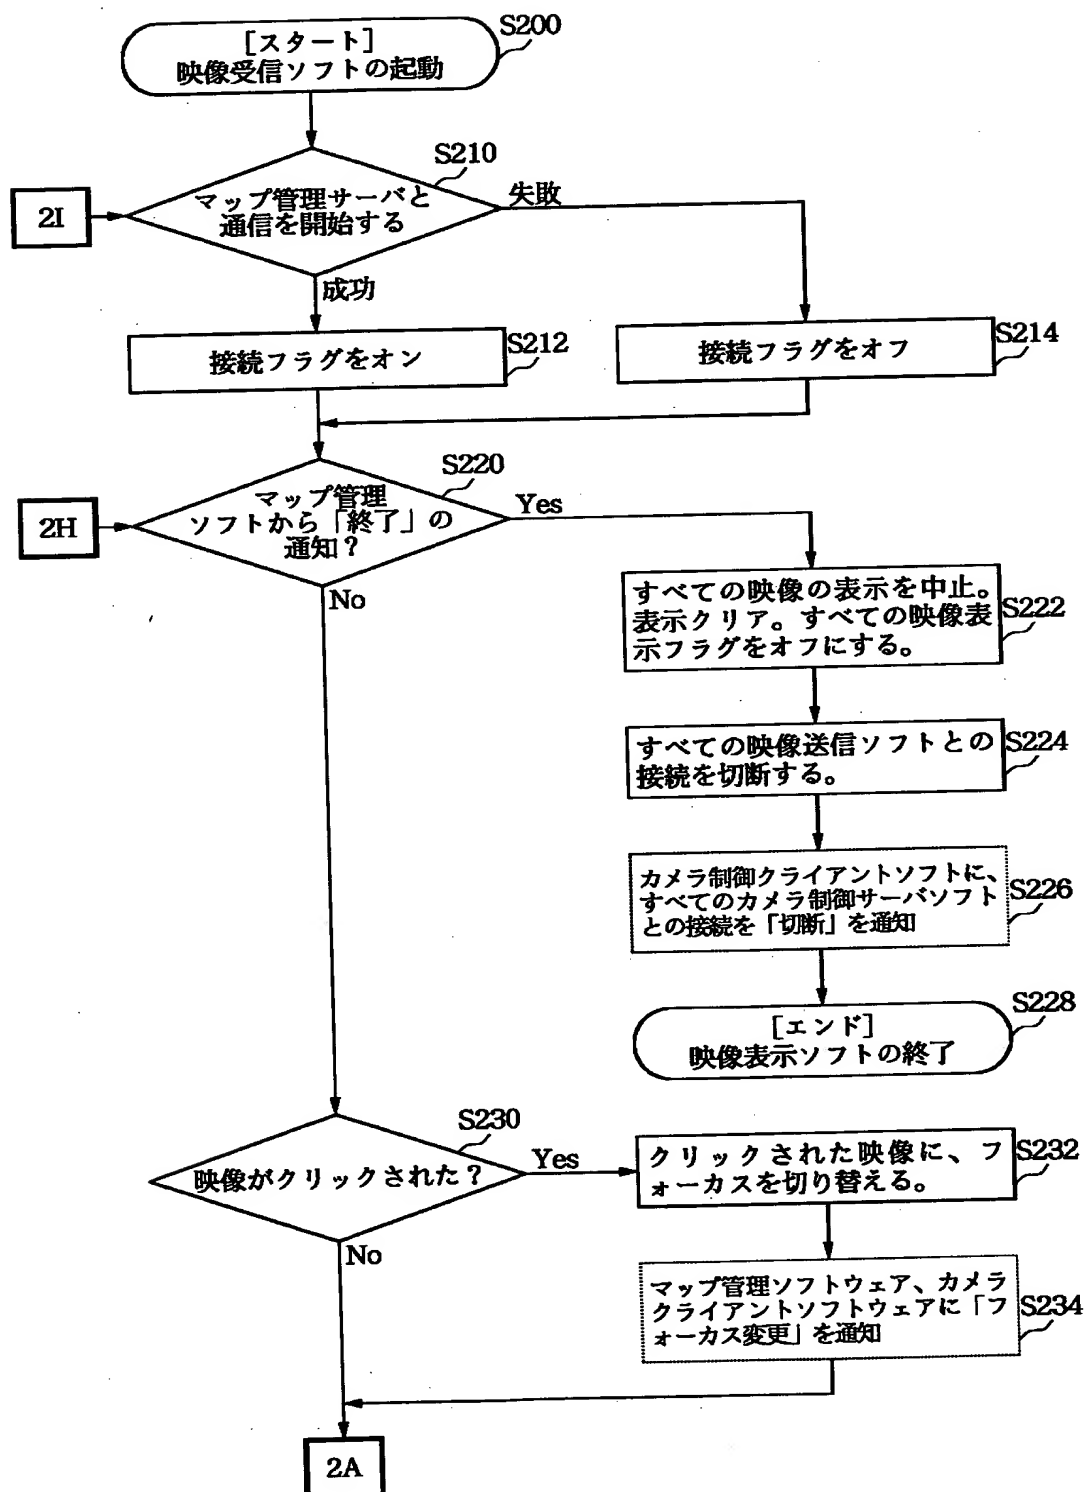 [スタート]
映像受信ソフトの起動
S200
S210
マップ管理サーバと
通信を開始する
失敗
2I
成功
接続フラグをオン
S212
接続フラグをオフ
S214
S220
マップ管理
ソフトから「終了」の
通知？
Yes
2H
No
すべての映像の表示を中止。
表示クリア。すべての映像表
示フラグをオフにする。
S222
すべての映像送信ソフトとの
接続を切断する。
S224
カメラ制御クライアントソフトに、
すべてのカメラ制御サーバソフト
との接続を「切断」を通知
S226
[エンド]
映像表示ソフトの終了
S228
S230
映像がクリックされた？
Yes
クリックされた映像に、フ
ォーカスを切り替える。
S232
No
マップ管理ソフトウェア、カメラ
クライアントソフトウェアに「フ
ォーカス変更」を通知
S234
2A